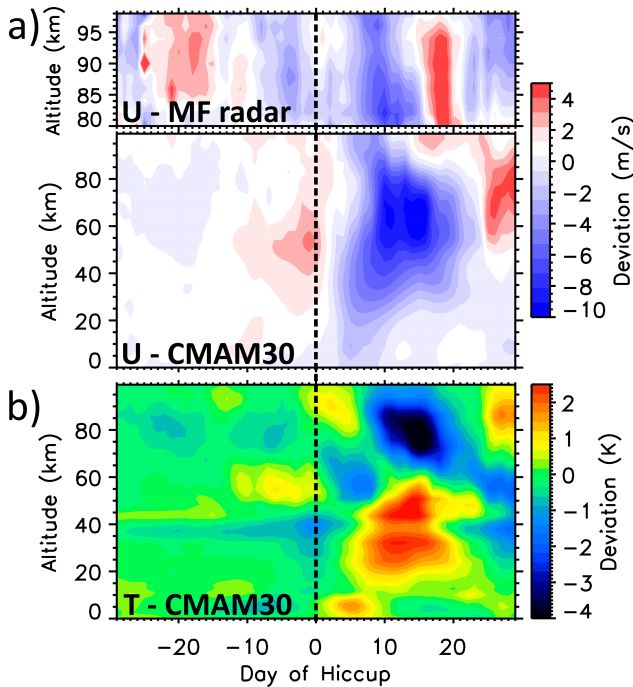 a)
Altitude (km)
95
90
85
80
U - MF radar
Altitude (km)
80
60
40
20
0
U - CMAM30
4
2
0
−2
−4
−6
−8
−10
Deviation (m/s)
b)
Altitude (km)
80
60
40
20
0
T - CMAM30
2
1
0
−1
−2
−3
−4
Deviation (K)
−20 −10 0 10 20
Day of Hiccup